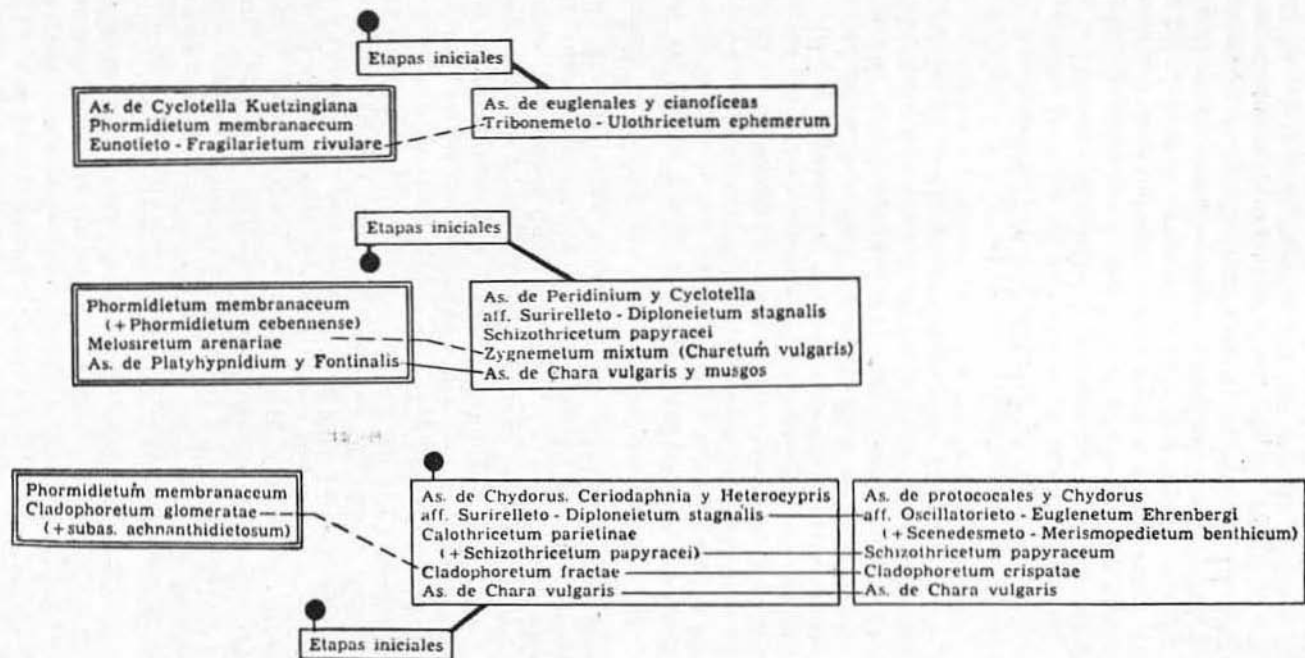 Etapas iniciales
As. de Cyclotella Kuetzingiana
Phormidietum membranaceum
Eunotieto - Fragilarietum rivulare
As. de euglenales y cianofíceas
Tribonemeto - Ulothricetum ephemerum
Etapas iniciales
Phormidietum membranaceum
(+ Phormidietum cebennense)
Melosiretum arenariae
As. de Platyhypnidium y Fontinalis
As. de Peridinium y Cyclotella
aff. Surirelleto - Diploneietum stagnalis
Schizothricetum papyracei
Zygnemetum mixtum (Charetum vulgaris)
As. de Chara vulgaris y musgos
Phormidietum membranaceum
Cladophoretum glomeratae
(+ subas. achnanthidietosum)
As. de Chydorus. Ceriodaphnia y Heterocypris
aff. Surirelleto - Diploneietum stagnalis
Calothricetum parietinae
(+ Schizothricetum papyracei)
Cladophoretum fractae
As. de Chara vulgaris
As. de protococales y Chydorus
aff. Oscillatorieto - Euglenetum Ehrenbergi
(+ Scenedesmeto - Merismopedietum benthicum)
Schizothricetum papyraceum
Cladophoretum crispatae
As. de Chara vulgaris
Etapas iniciales